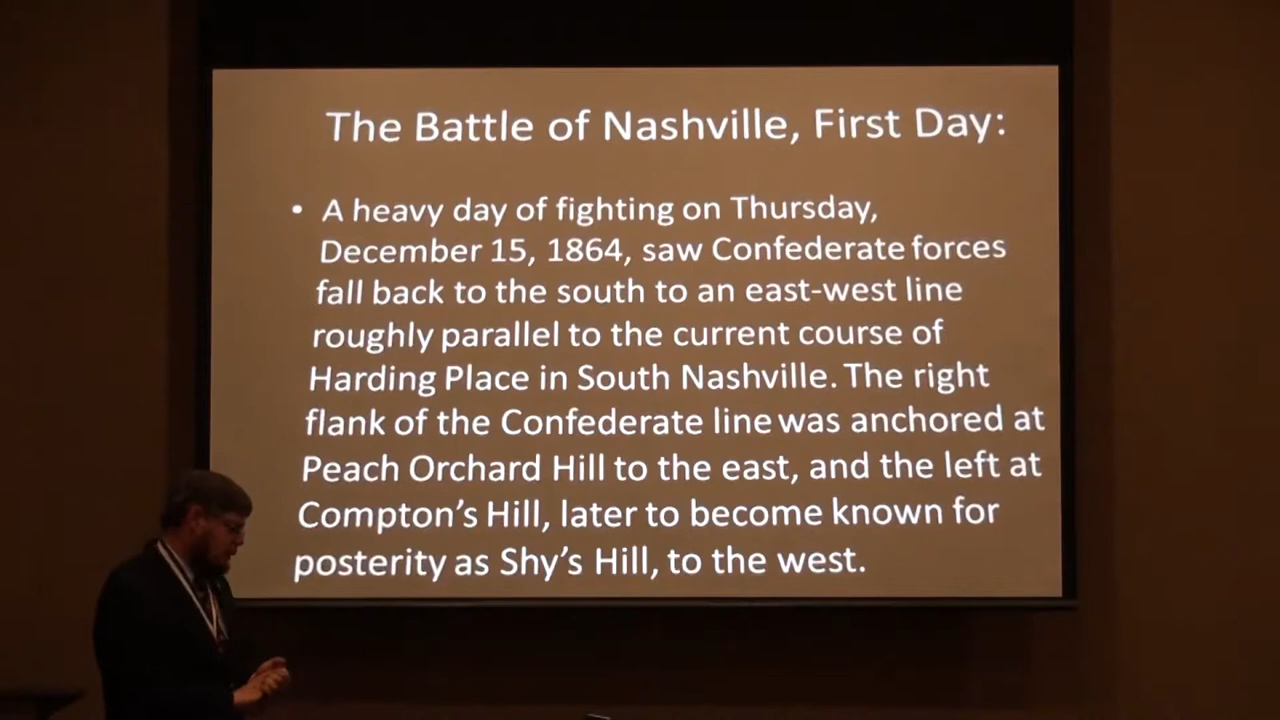 The Battle of Nashville, First Day:
• A heavy day of fighting on Thursday,
December 15, 1864, saw Confederate forces
fall back to the south to an east-west line
roughly parallel to the current course of
Harding Place in South Nashville. The right
flank of the Confederate line was anchored at
Peach Orchard Hill to the east, and the left at
Compton's Hill, later to become known for
posterity as Shy's Hill, to the west.